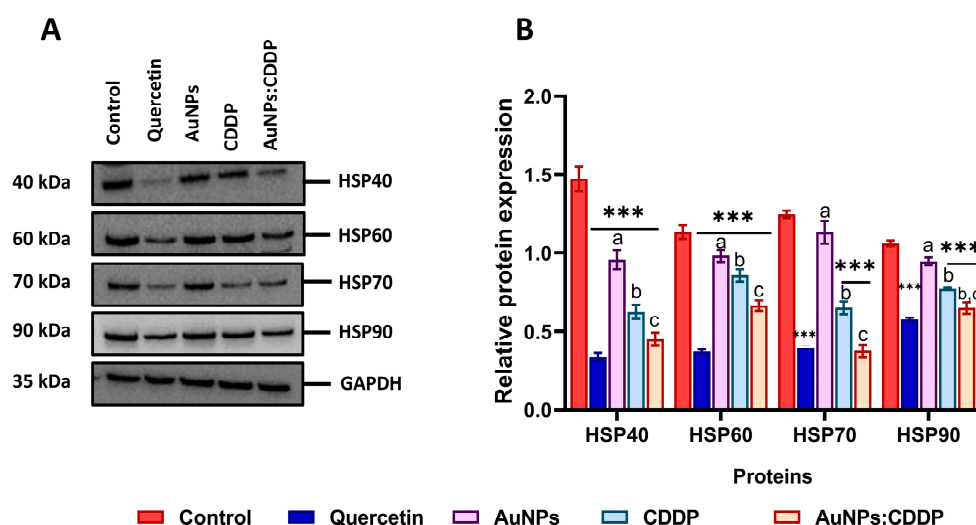 A
Control
Quercetin
AuNPs
CDDP
AuNPs:CDDP
40 kDa
HSP40
60 kDa
HSP60
70 kDa
HSP70
90 kDa
HSP90
35 kDa
GAPDH
B
Relative protein expression
2.0
1.5
1.0
0.5
0.0
***
a
b
c
***
a
b
c
***
a
***
b
c
***
a
***
b
b,c
HSP40 HSP60 HSP70 HSP90
Proteins
Control Quercetin AuNPs CDDP AuNPs:CDDP